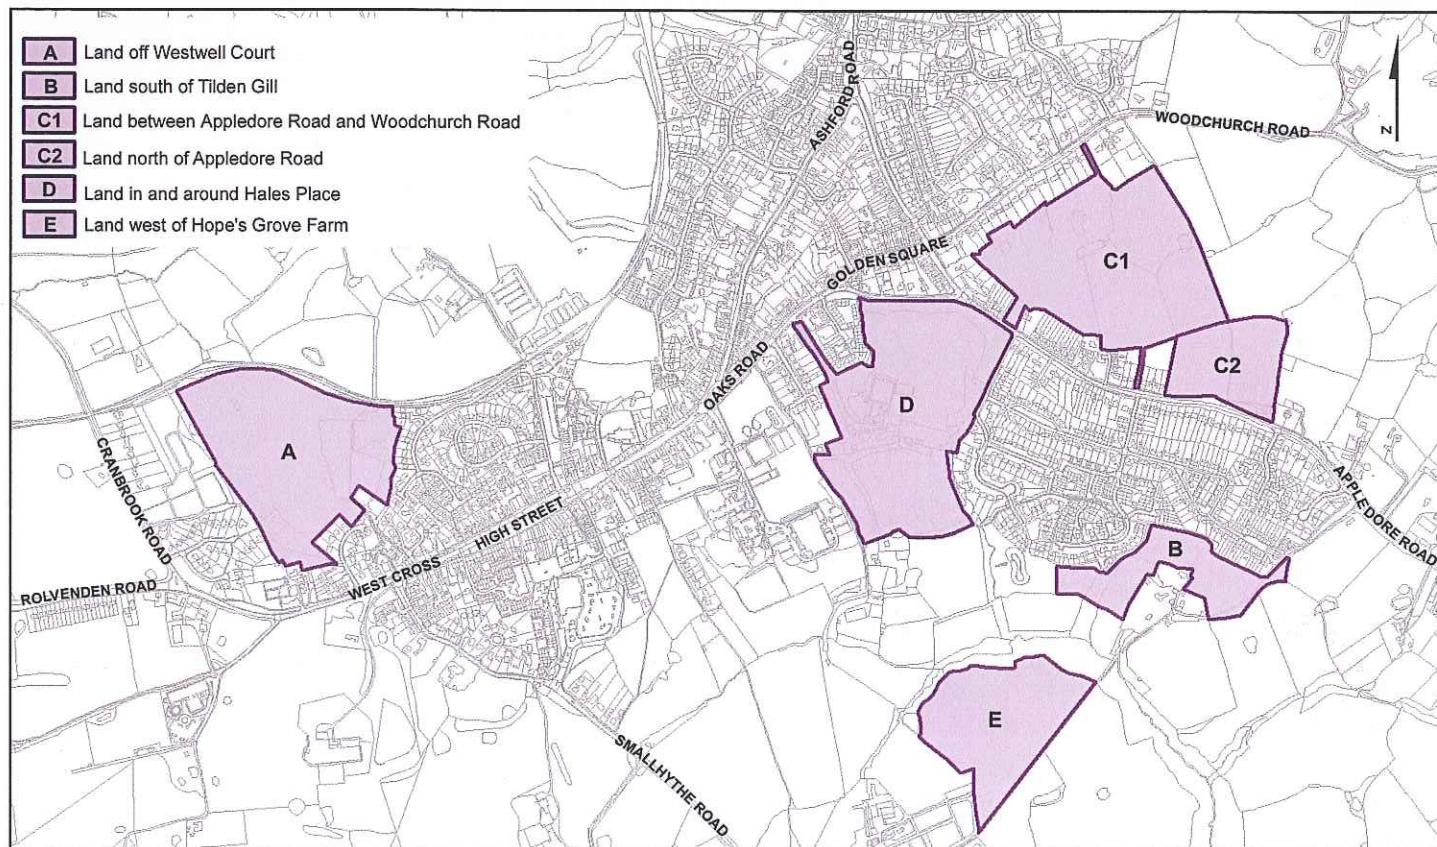 A Land off Westwell Court
B Land south of Tilden Gill
C1 Land between Appledore Road and Woodchurch Road
C2 Land north of Appledore Road
D Land in and around Hales Place
E Land west of Hope's Grove Farm
ASHFORD ROAD
WOODCHURCH ROAD
N
GOLDEN SQUARE
C1
C2
OAKS ROAD
D
A
CRANBROOK ROAD
HIGH STREET
APPLEDORE ROAD
B
WEST CROSS
ROLVENDEN ROAD
E
SMALLHYTHE ROAD